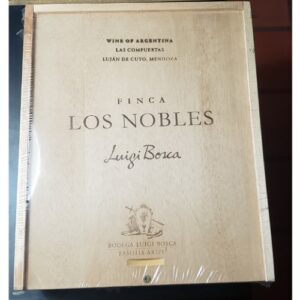 WINE OF ARGENTINA
LAS COMPUERTAS
LUJÁN DE CUYO, MENDOZA
FINCA
LOS NOBLES
Luigi Bosca
BODEGA LUIGI BOSCA
FAMILIA ARIZU